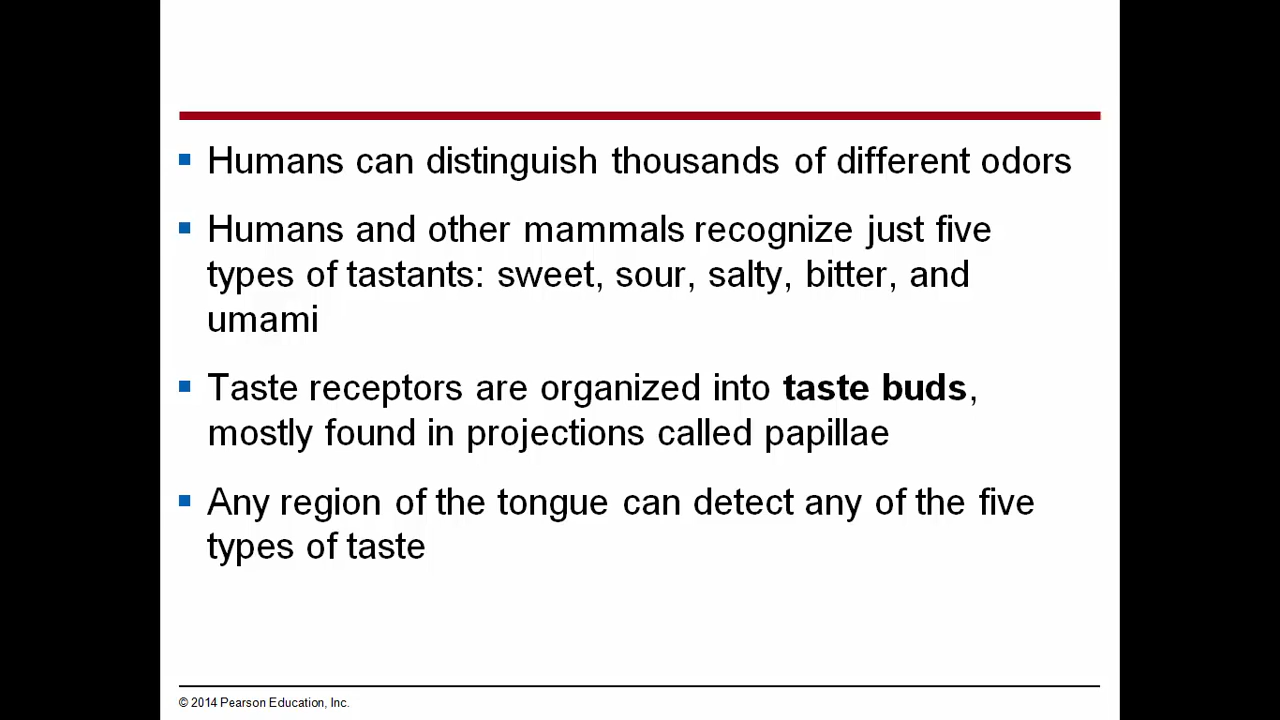 Humans can distinguish thousands of different odors
Humans and other mammals recognize just five
types of tastants: sweet, sour, salty, bitter, and
umami
Taste receptors are organized into taste buds,
mostly found in projections called papillae
Any region of the tongue can detect any of the five
types of taste
© 2014 Pearson Education, Inc.